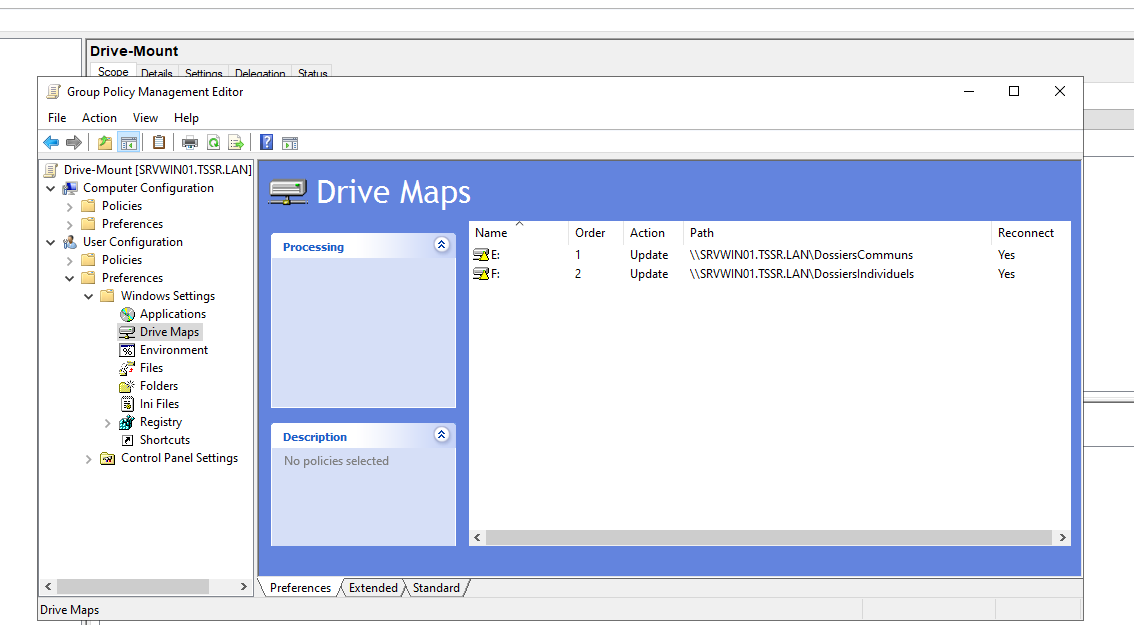 Drive-Mount
Scope Details Settings Delegation Status
Group Policy Management Editor
File Action View Help
Drive-Mount [SRVWIN01.TSSR.LAN]
Computer Configuration
Policies
Preferences
User Configuration
Policies
Preferences
Windows Settings
Applications
Drive Maps
Environment
Files
Folders
Ini Files
Registry
Shortcuts
Control Panel Settings
Drive Maps
Processing
Description
No policies selected
Name Order Action Path Reconnect
E: 1 Update \\SRVWIN01.TSSR.LAN\DossiersCommuns Yes
F: 2 Update \\SRVWIN01.TSSR.LAN\DossiersIndividuels Yes
Preferences Extended Standard
Drive Maps